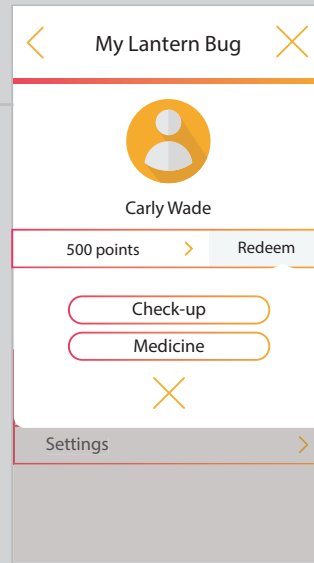 My Lantern Bug
Carly Wade
500 points Redeem
Check-up
Medicine
Settings